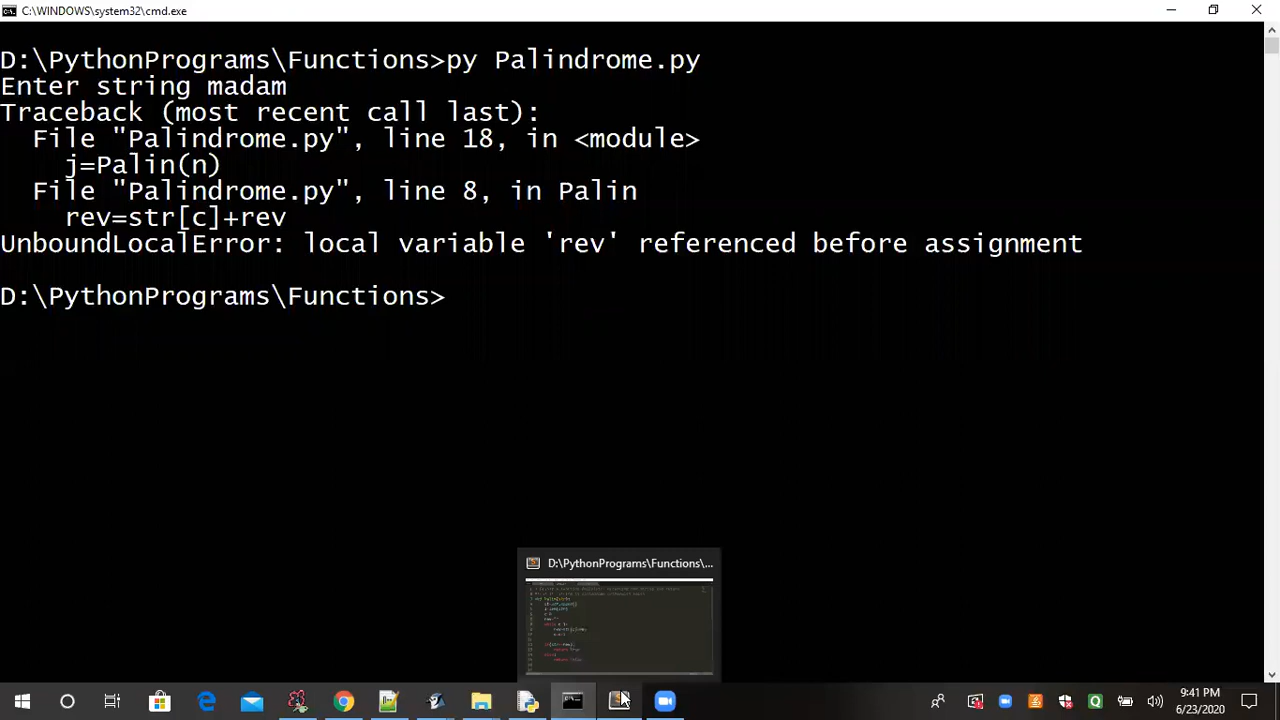 C:\WINDOWS\system32\cmd.exe
D:\PythonPrograms\Functions>py Palindrome.py
Enter string madam
Traceback (most recent call last):
  File "Palindrome.py", line 18, in <module>
    j=Palin(n)
  File "Palindrome.py", line 8, in Palin
    rev=str[c]+rev
UnboundLocalError: local variable 'rev' referenced before assignment
D:\PythonPrograms\Functions>
D:\PythonPrograms\Functions\...
9:41 PM
6/23/2020